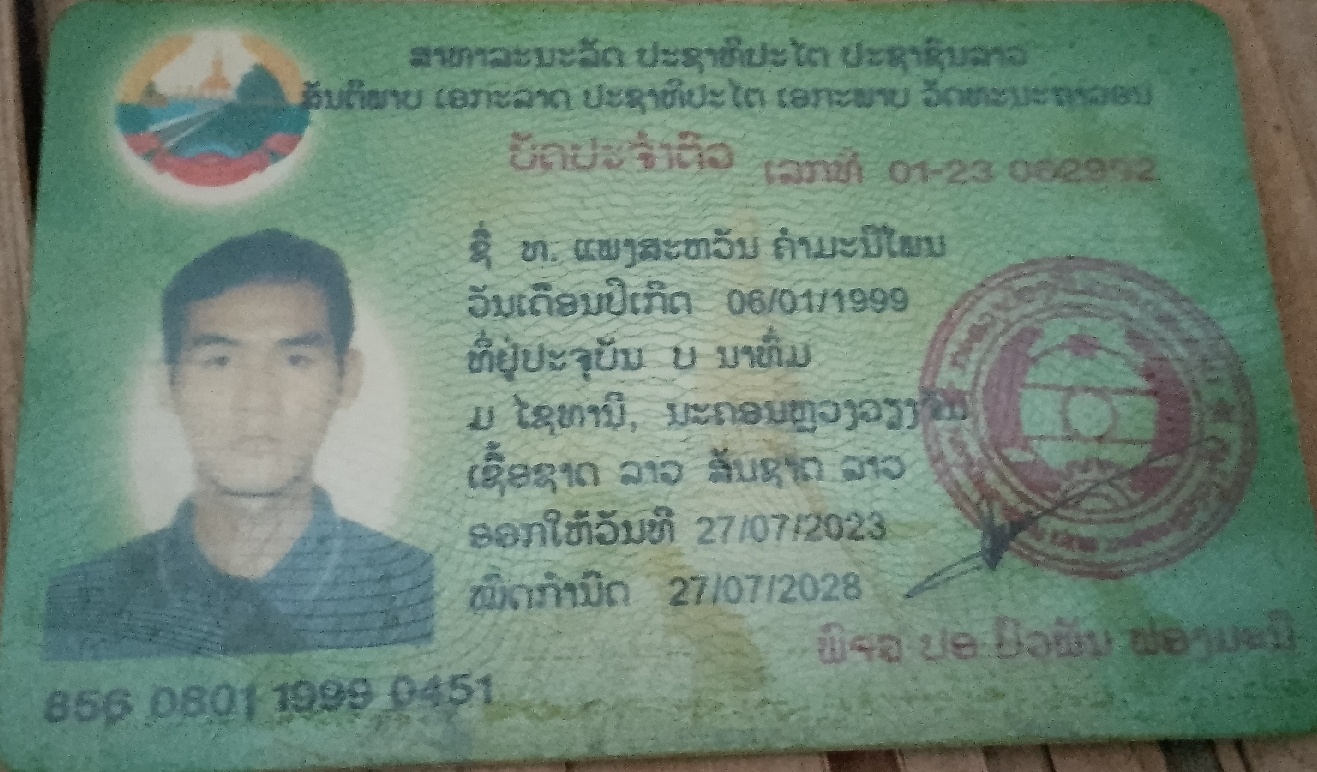 ສາທາລະນະລັດ ປະຊາທິປະໄຕ ປະຊາຊົນລາວ
ສັນຕິພາບ ເອກະລາດ ປະຊາທິປະໄຕ ເອກະພາບ ວັດທະນະຖາວອນ
ບັດປະຈຳຕົວ ເລກທີ 01-23 062952
ຊື່ ທ. ແພງສະຫວັນ ຄຳມະນີໄພນ
ວັນເດືອນປີເກີດ 06/01/1999
ທີ່ຢູ່ປະຈຸບັນ ບ ນາທົ່ມ
ມ ໄຊທານີ, ນະຄອນຫຼວງວຽງຈັນ
ເຊື້ອຊາດ ລາວ ສັນຊາດ ລາວ
ອອກໃຫ້ວັນທີ 27/07/2023
ໝົດກຳນົດ 27/07/2028
ພົຈວ ປອ ບົວພັນ ຟອງມະນີ
856 0801 1999 0451